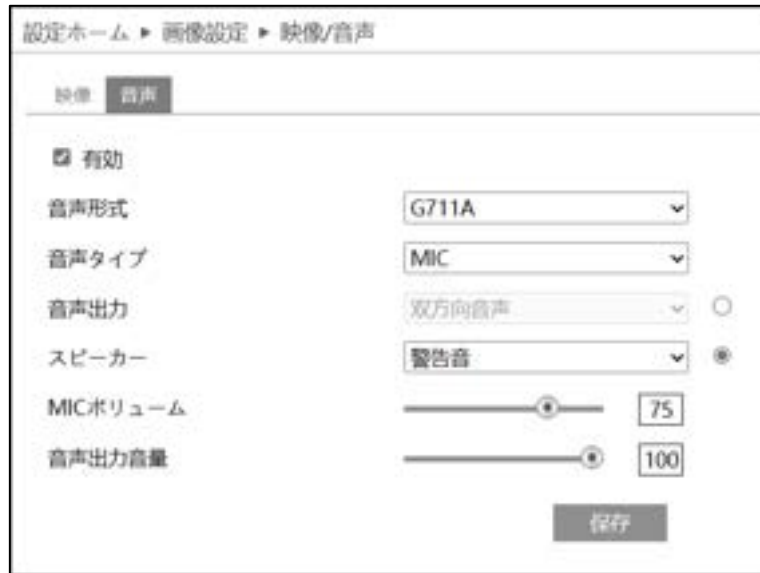 設定ホーム ▶ 画像設定 ▶ 映像/音声
映像 音声
有効
音声形式 G711A
音声タイプ MIC
音声出力 双方向音声
スピーカー 警告音
MICボリューム 75
音声出力音量 100
保存